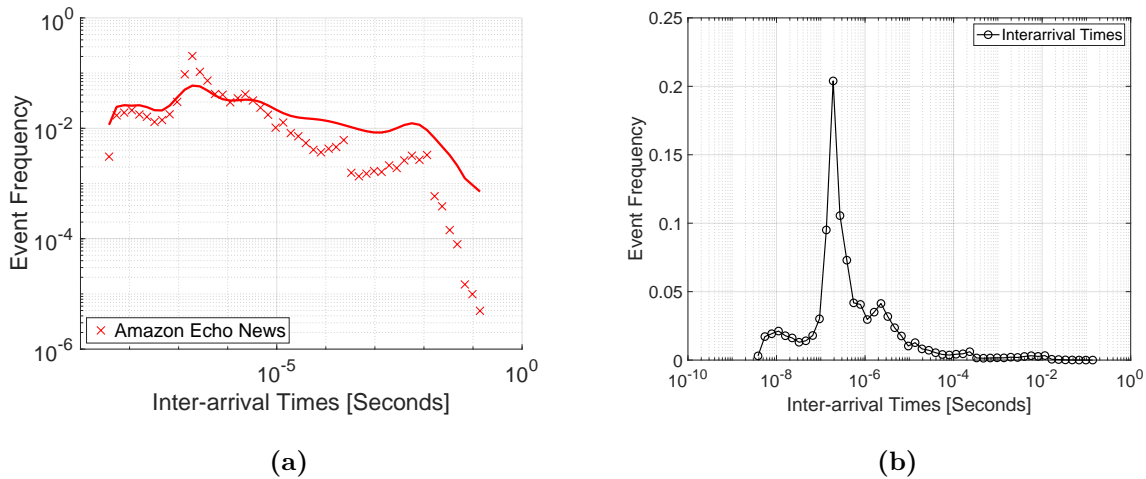 10^0
10^-2
10^-4
10^-6
Event Frequency
Amazon Echo News
10^-5
10^0
Inter-arrival Times [Seconds]
(a)
0.25
0.2
0.15
0.1
0.05
0
Event Frequency
Interarrival Times
10^-10
10^-8
10^-6
10^-4
10^-2
10^0
Inter-arrival Times [Seconds]
(b)